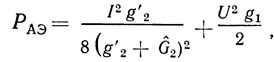 P_{АЭ} = \frac{I^2 g'_2}{8 (g'_2 + \hat{G}_2)^2} + \frac{U^2 g_1}{2},